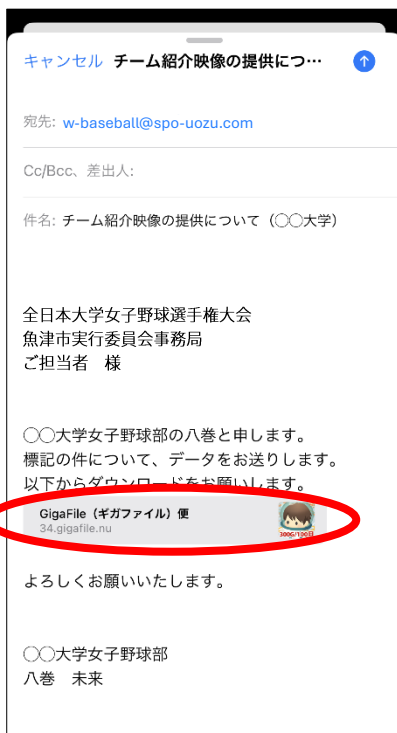 キャンセル チーム紹介映像の提供につ…
宛先: w-baseball@spo-uozu.com
Cc/Bcc、差出人:
件名: チーム紹介映像の提供について（〇〇大学）
全日本大学女子野球選手権大会
魚津市実行委員会事務局
ご担当者　様
〇〇大学女子野球部の八巻と申します。
標記の件について、データをお送りします。
以下からダウンロードをお願いします。
GigaFile（ギガファイル）便
34.gigafile.nu
300G/100日
よろしくお願いいたします。
〇〇大学女子野球部
八巻　未来